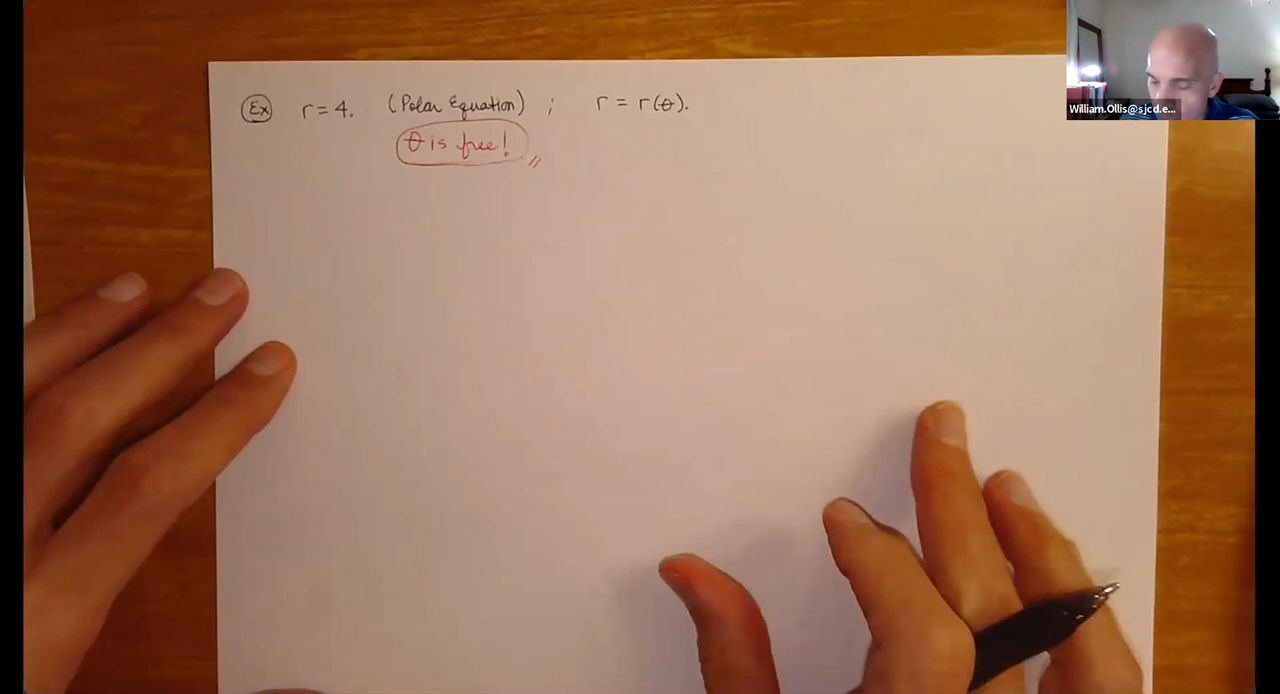 Ex r = 4. (Polar Equation) ; r = r(θ).
θ is free!
William.Ollis@sjcd.e...